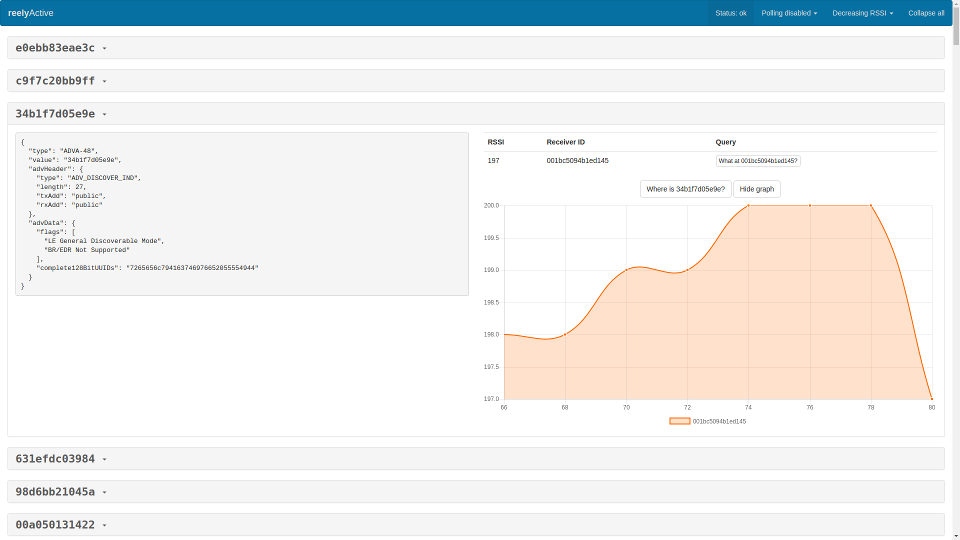 reelyActive Status: ok Polling disabled Decreasing RSSI Collapse all
e0ebb83eae3c
c9f7c20bb9ff
34b1f7d05e9e
{
"type": "ADVA-48",
"value": "34b1f7d05e9e",
"advHeader": {
"type": "ADV_DISCOVER_IND",
"length": 27,
"txAdd": "public",
"rxAdd": "public"
},
"advData": {
"flags": [
"LE General Discoverable Mode",
"BR/EDR Not Supported"
],
"complete128BitUUIDs": "7265656c794163746976652055554944"
}
}
RSSI Receiver ID Query
197 001bc5094b1ed145 What at 001bc5094b1ed145?
Where is 34b1f7d05e9e? Hide graph
200.0
199.5
199.0
198.5
198.0
197.5
197.0
66 68 70 72 74 76 78 80
001bc5094b1ed145
631efdc03984
98d6bb21045a
00a050131422